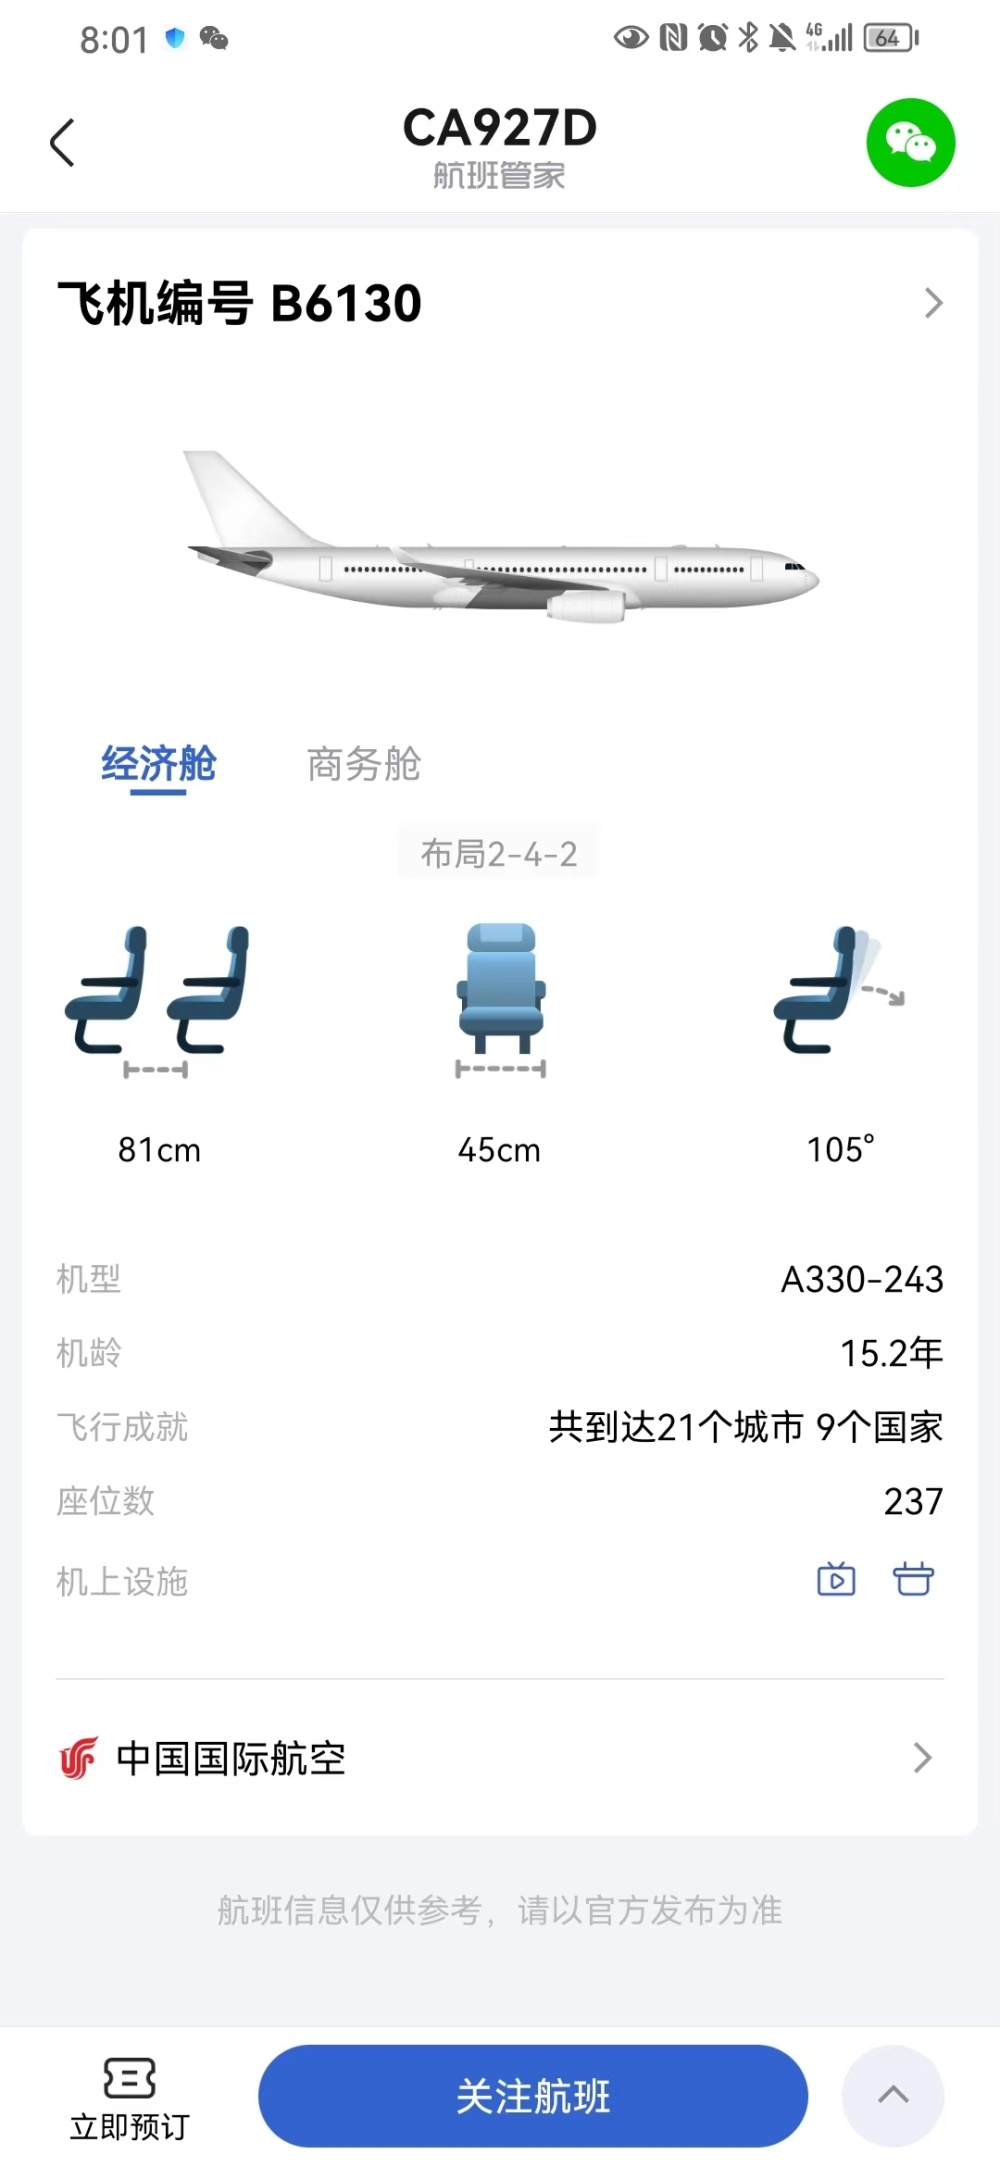 8:01
4G
64
CA927D
航班管家
飞机编号 B6130
经济舱 商务舱
布局2-4-2
81cm 45cm 105°
机型 A330-243
机龄 15.2年
飞行成就 共到达21个城市 9个国家
座位数 237
机上设施
中国国际航空
航班信息仅供参考，请以官方发布为准
立即预订
关注航班